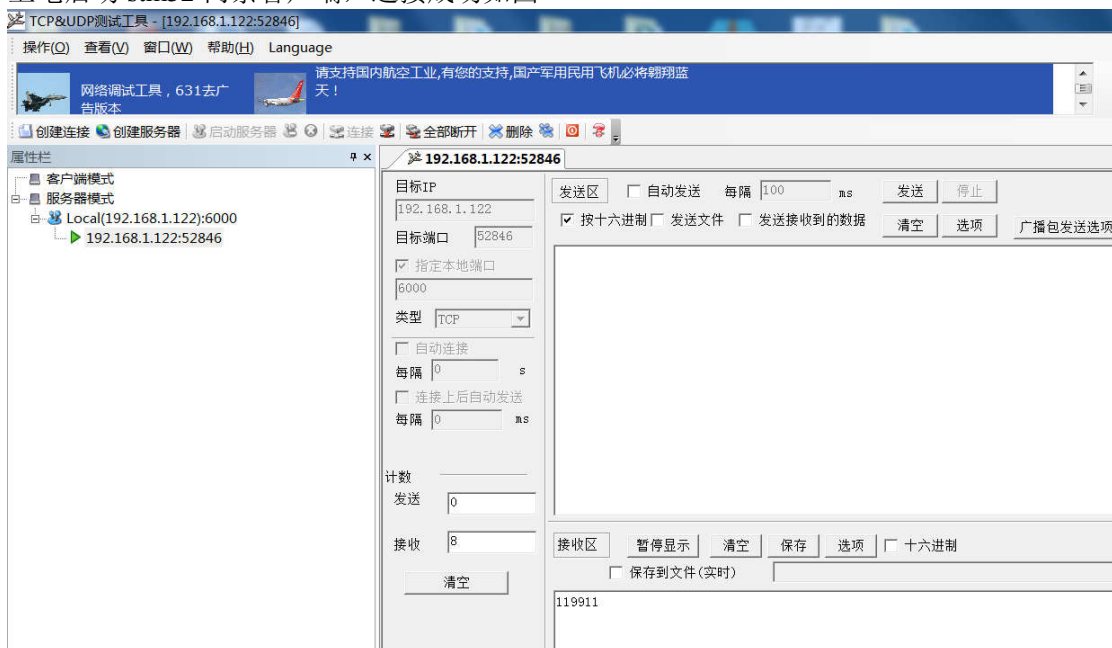 TCP&UDP测试工具 - [192.168.1.122:52846]
操作(O) 查看(V) 窗口(W) 帮助(H) Language
网络调试工具，631去广告版本
请支持国内航空工业,有您的支持,国产军用民用飞机必将翱翔蓝天!
创建连接 创建服务器 启动服务器 连接 全部断开 删除
属性栏
客户端模式
服务器模式
Local(192.168.1.122):6000
192.168.1.122:52846
192.168.1.122:52846
目标IP
192.168.1.122
目标端口 52846
指定本地端口
6000
类型 TCP
自动连接
每隔 0 s
连接上后自动发送
每隔 0 ms
计数
发送 0
接收 8
清空
发送区 自动发送 每隔 100 ms 发送 停止
按十六进制 发送文件 发送接收到的数据 清空 选项 广播包发送选项
接收区 暂停显示 清空 保存 选项 十六进制
保存到文件(实时)
119911